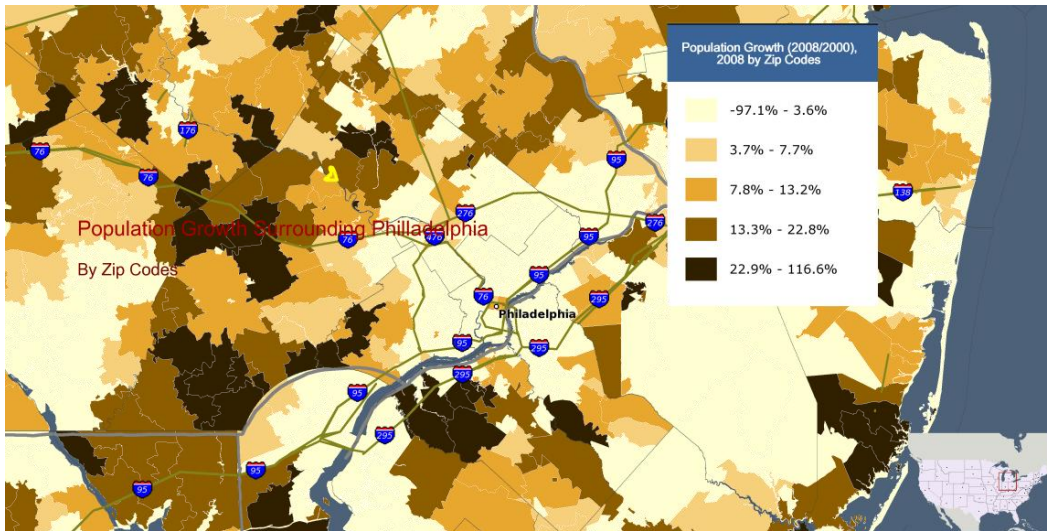 Population Growth (2008/2000),
2008 by Zip Codes
-97.1% - 3.6%
3.7% - 7.7%
7.8% - 13.2%
13.3% - 22.8%
22.9% - 116.6%
176
76
95
76
138
276
276
Population Growth Surrounding Philladelphia
76
476
95
By Zip Codes
95
76
295
Philadelphia
95
295
295
95
295
95
95